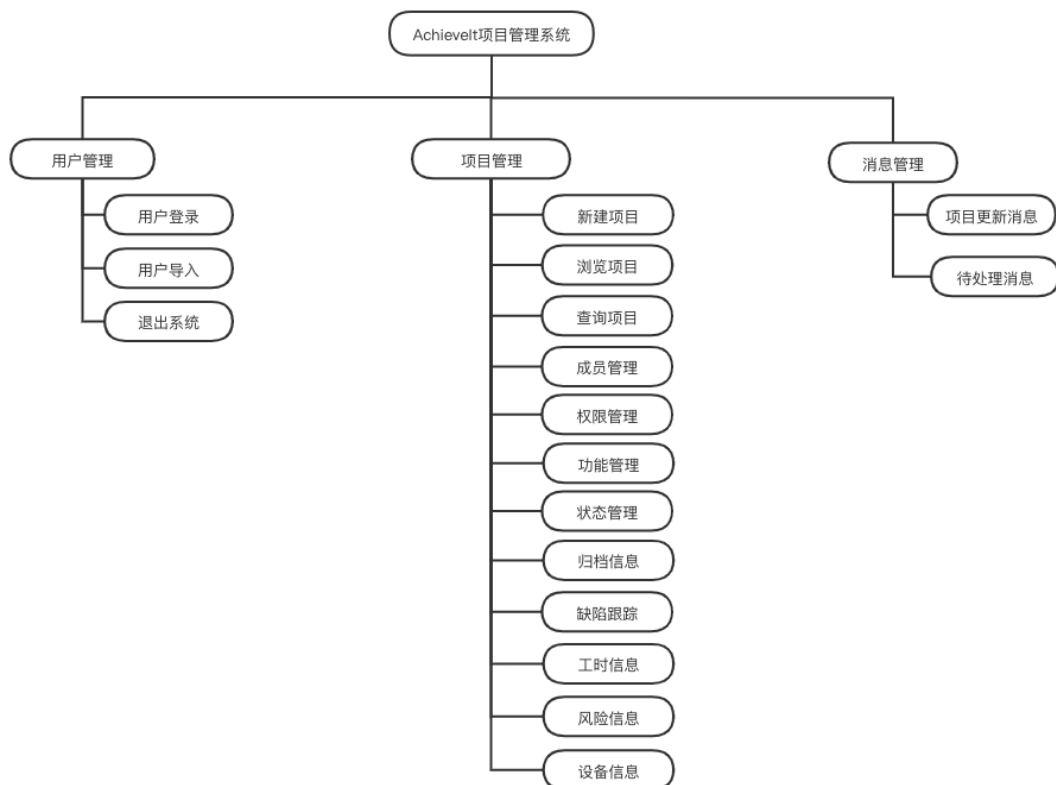 AchieveIt项目管理系统
用户管理
用户登录
用户导入
退出系统
项目管理
新建项目
浏览项目
查询项目
成员管理
权限管理
功能管理
状态管理
归档信息
缺陷跟踪
工时信息
风险信息
设备信息
消息管理
项目更新消息
待处理消息